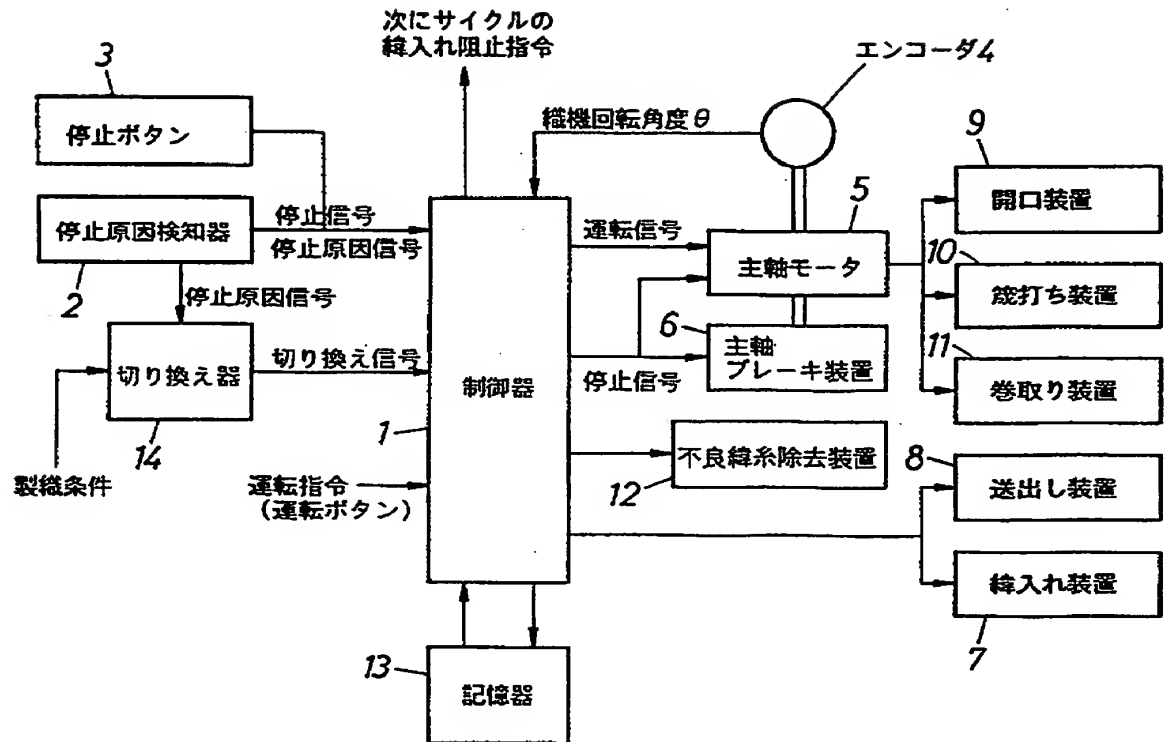 次にサイクルの
緯入れ阻止指令
エンコーダ4
3
停止ボタン
織機回転角度θ
9
開口装置
停止原因検知器
停止信号
停止原因信号
運転信号
5
主軸モータ
10
筬打ち装置
2
停止原因信号
6
主軸
ブレーキ装置
11
巻取り装置
切り換え器
切り換え信号
制御器
停止信号
14
1
不良緯糸除去装置
12
8
送出し装置
製織条件
運転指令
（運転ボタン）
緯入れ装置
7
13
記憶器